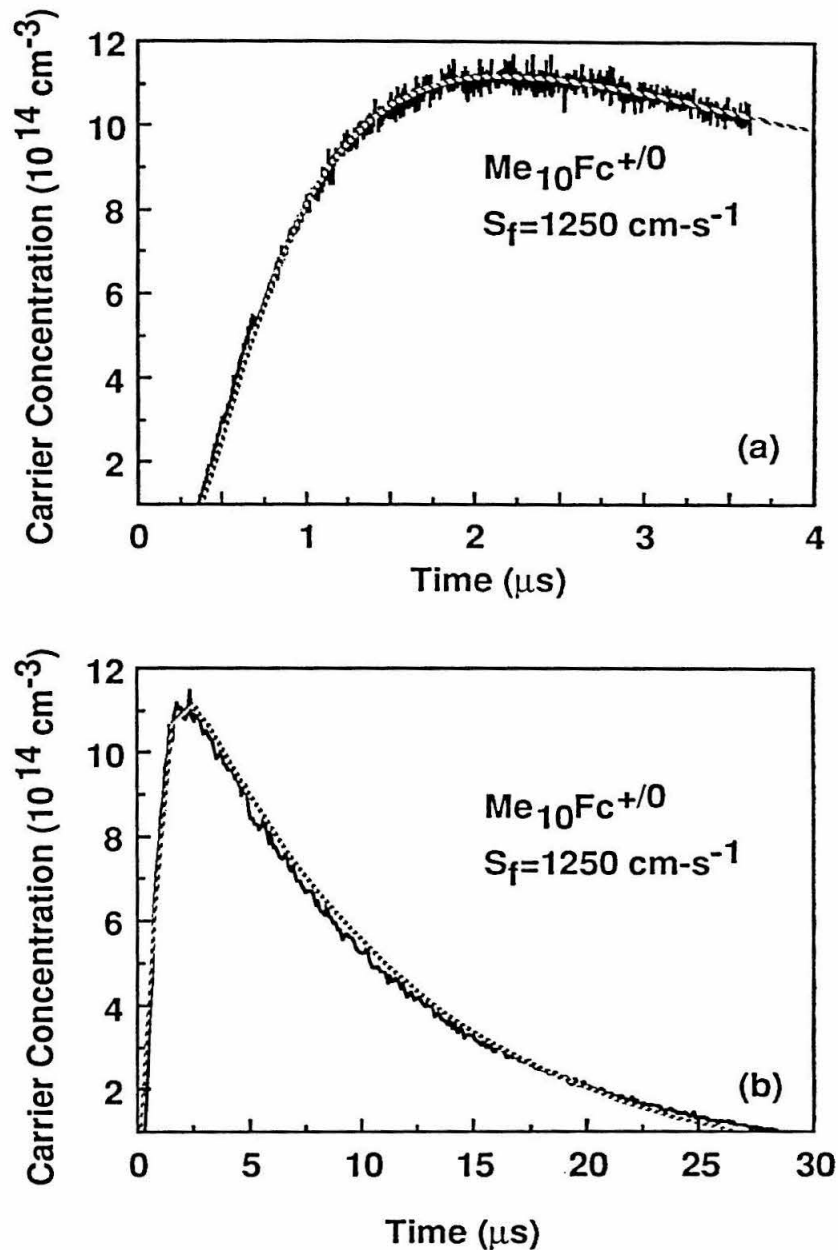 Carrier Concentration (10 14 cm-3)
12
10
8
6
4
2
Me10Fc+/0
Sf=1250 cm-s-1
(a)
0
1
2
3
4
Time (μs)
Carrier Concentration (10 14 cm-3)
12
10
8
6
4
2
Me10Fc+/0
Sf=1250 cm-s-1
(b)
0
5
10
15
20
25
30
Time (μs)